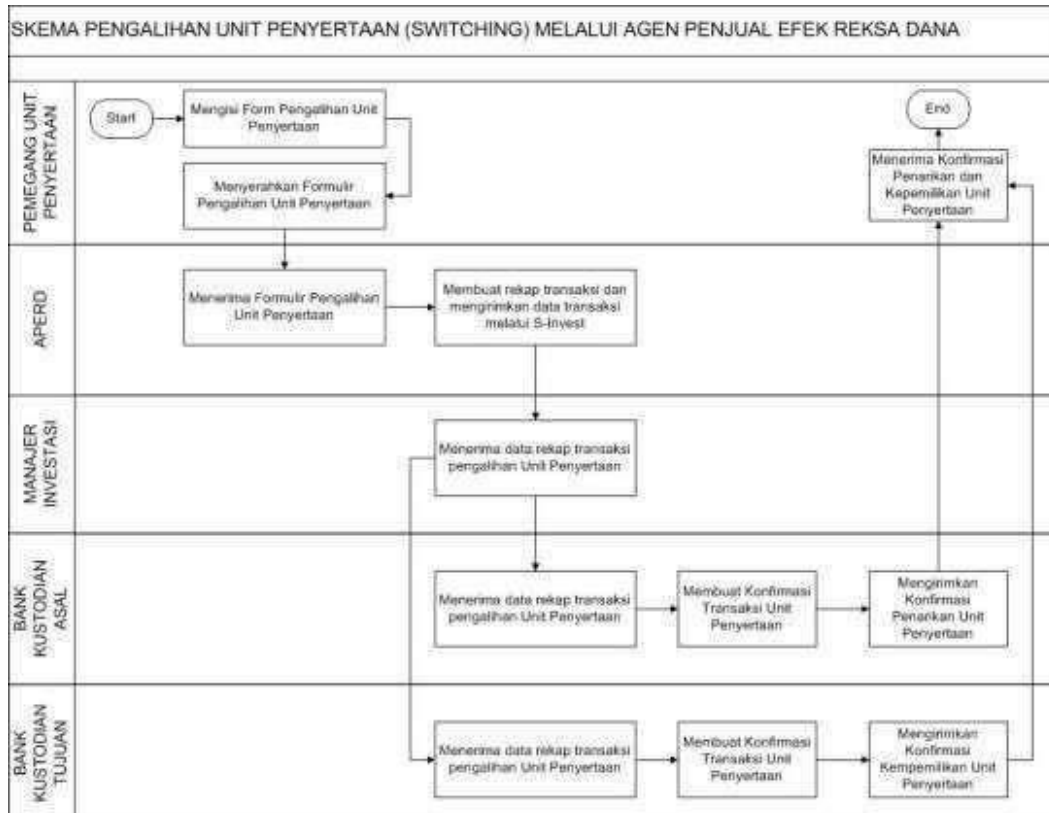 SKEMA PENGALIHAN UNIT PENYERTAAN (SWITCHING) MELALUI AGEN PENJUAL EFEK REKSA DANA
PEMEGANG UNIT
PENYERTAAN
Start
Mengisi Form Pengalihan Unit
Penyertaan
Menyerahkan Formulir
Pengalihan Unit Penyertaan
End
Menerima Konfirmasi
Penarikan dan
Kepemilikan Unit
Penyertaan
APERD
Menerima Formulir Pengalihan
Unit Penyertaan
Membuat rekap transaksi dan
mengirimkan data transaksi
melalui S-Invest
MANAJER
INVESTASI
Menerima data rekap transaksi
pengalihan Unit Penyertaan
BANK
KUSTODIAN
ASAL
Menerima data rekap transaksi
pengalihan Unit Penyertaan
Membuat Konfirmasi
Transaksi Unit
Penyertaan
Mengirimkan
Konfirmasi
Penarikan Unit
Penyertaan
BANK
KUSTODIAN
TUJUAN
Menerima data rekap transaksi
pengalihan Unit Penyertaan
Membuat Konfirmasi
Transaksi Unit
Penyertaan
Mengirimkan
Konfirmasi
Kempemilikan Unit
Penyertaan